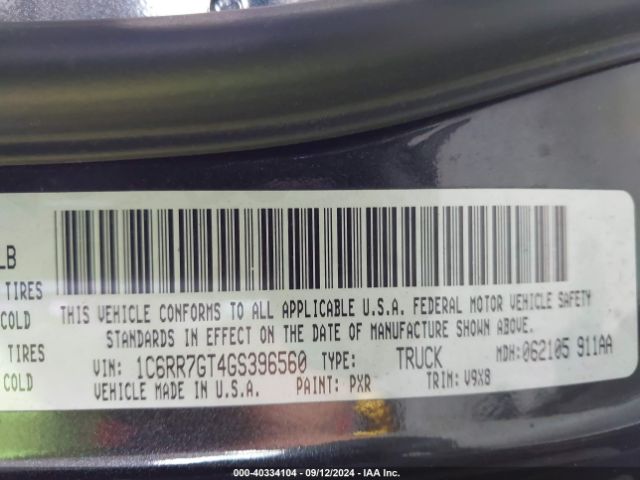 LB
TIRES
COLD
TIRES
COLD
THIS VEHICLE CONFORMS TO ALL APPLICABLE U.S.A. FEDERAL MOTOR VEHICLE SAFETY
STANDARDS IN EFFECT ON THE DATE OF MANUFACTURE SHOWN ABOVE.
VIN: 1C6RR7GT4GS396560 TYPE: TRUCK MDH:062105 911AA
VEHICLE MADE IN U.S.A. PAINT: PXR TRIM: V9X8
000-40334104 - 09/12/2024 - IAA Inc.